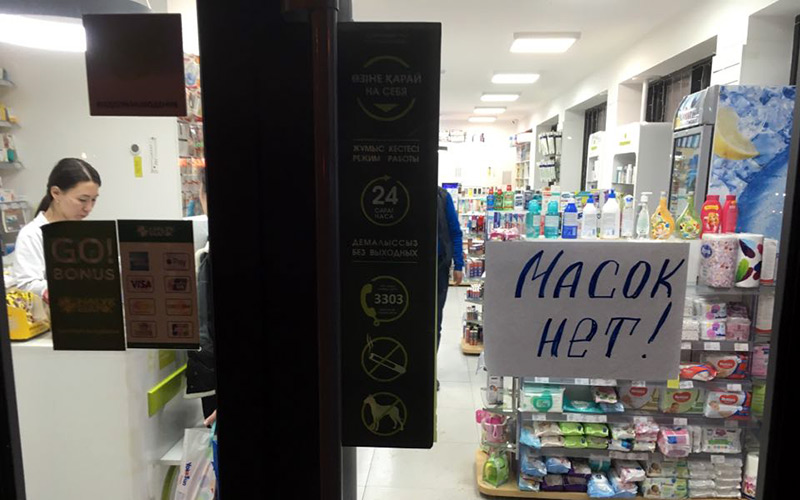 GO!
BONUS
VISA
ӨЗІҢЕ ҚАРАЙ
НА СЕБЯ
ЖҰМЫС КЕСТЕСІ
РЕЖИМ РАБОТЫ
24
САҒАТ
ЧАСА
ДЕМАЛЫССЫЗ
БЕЗ ВЫХОДНЫХ
3303
Масок
нет!